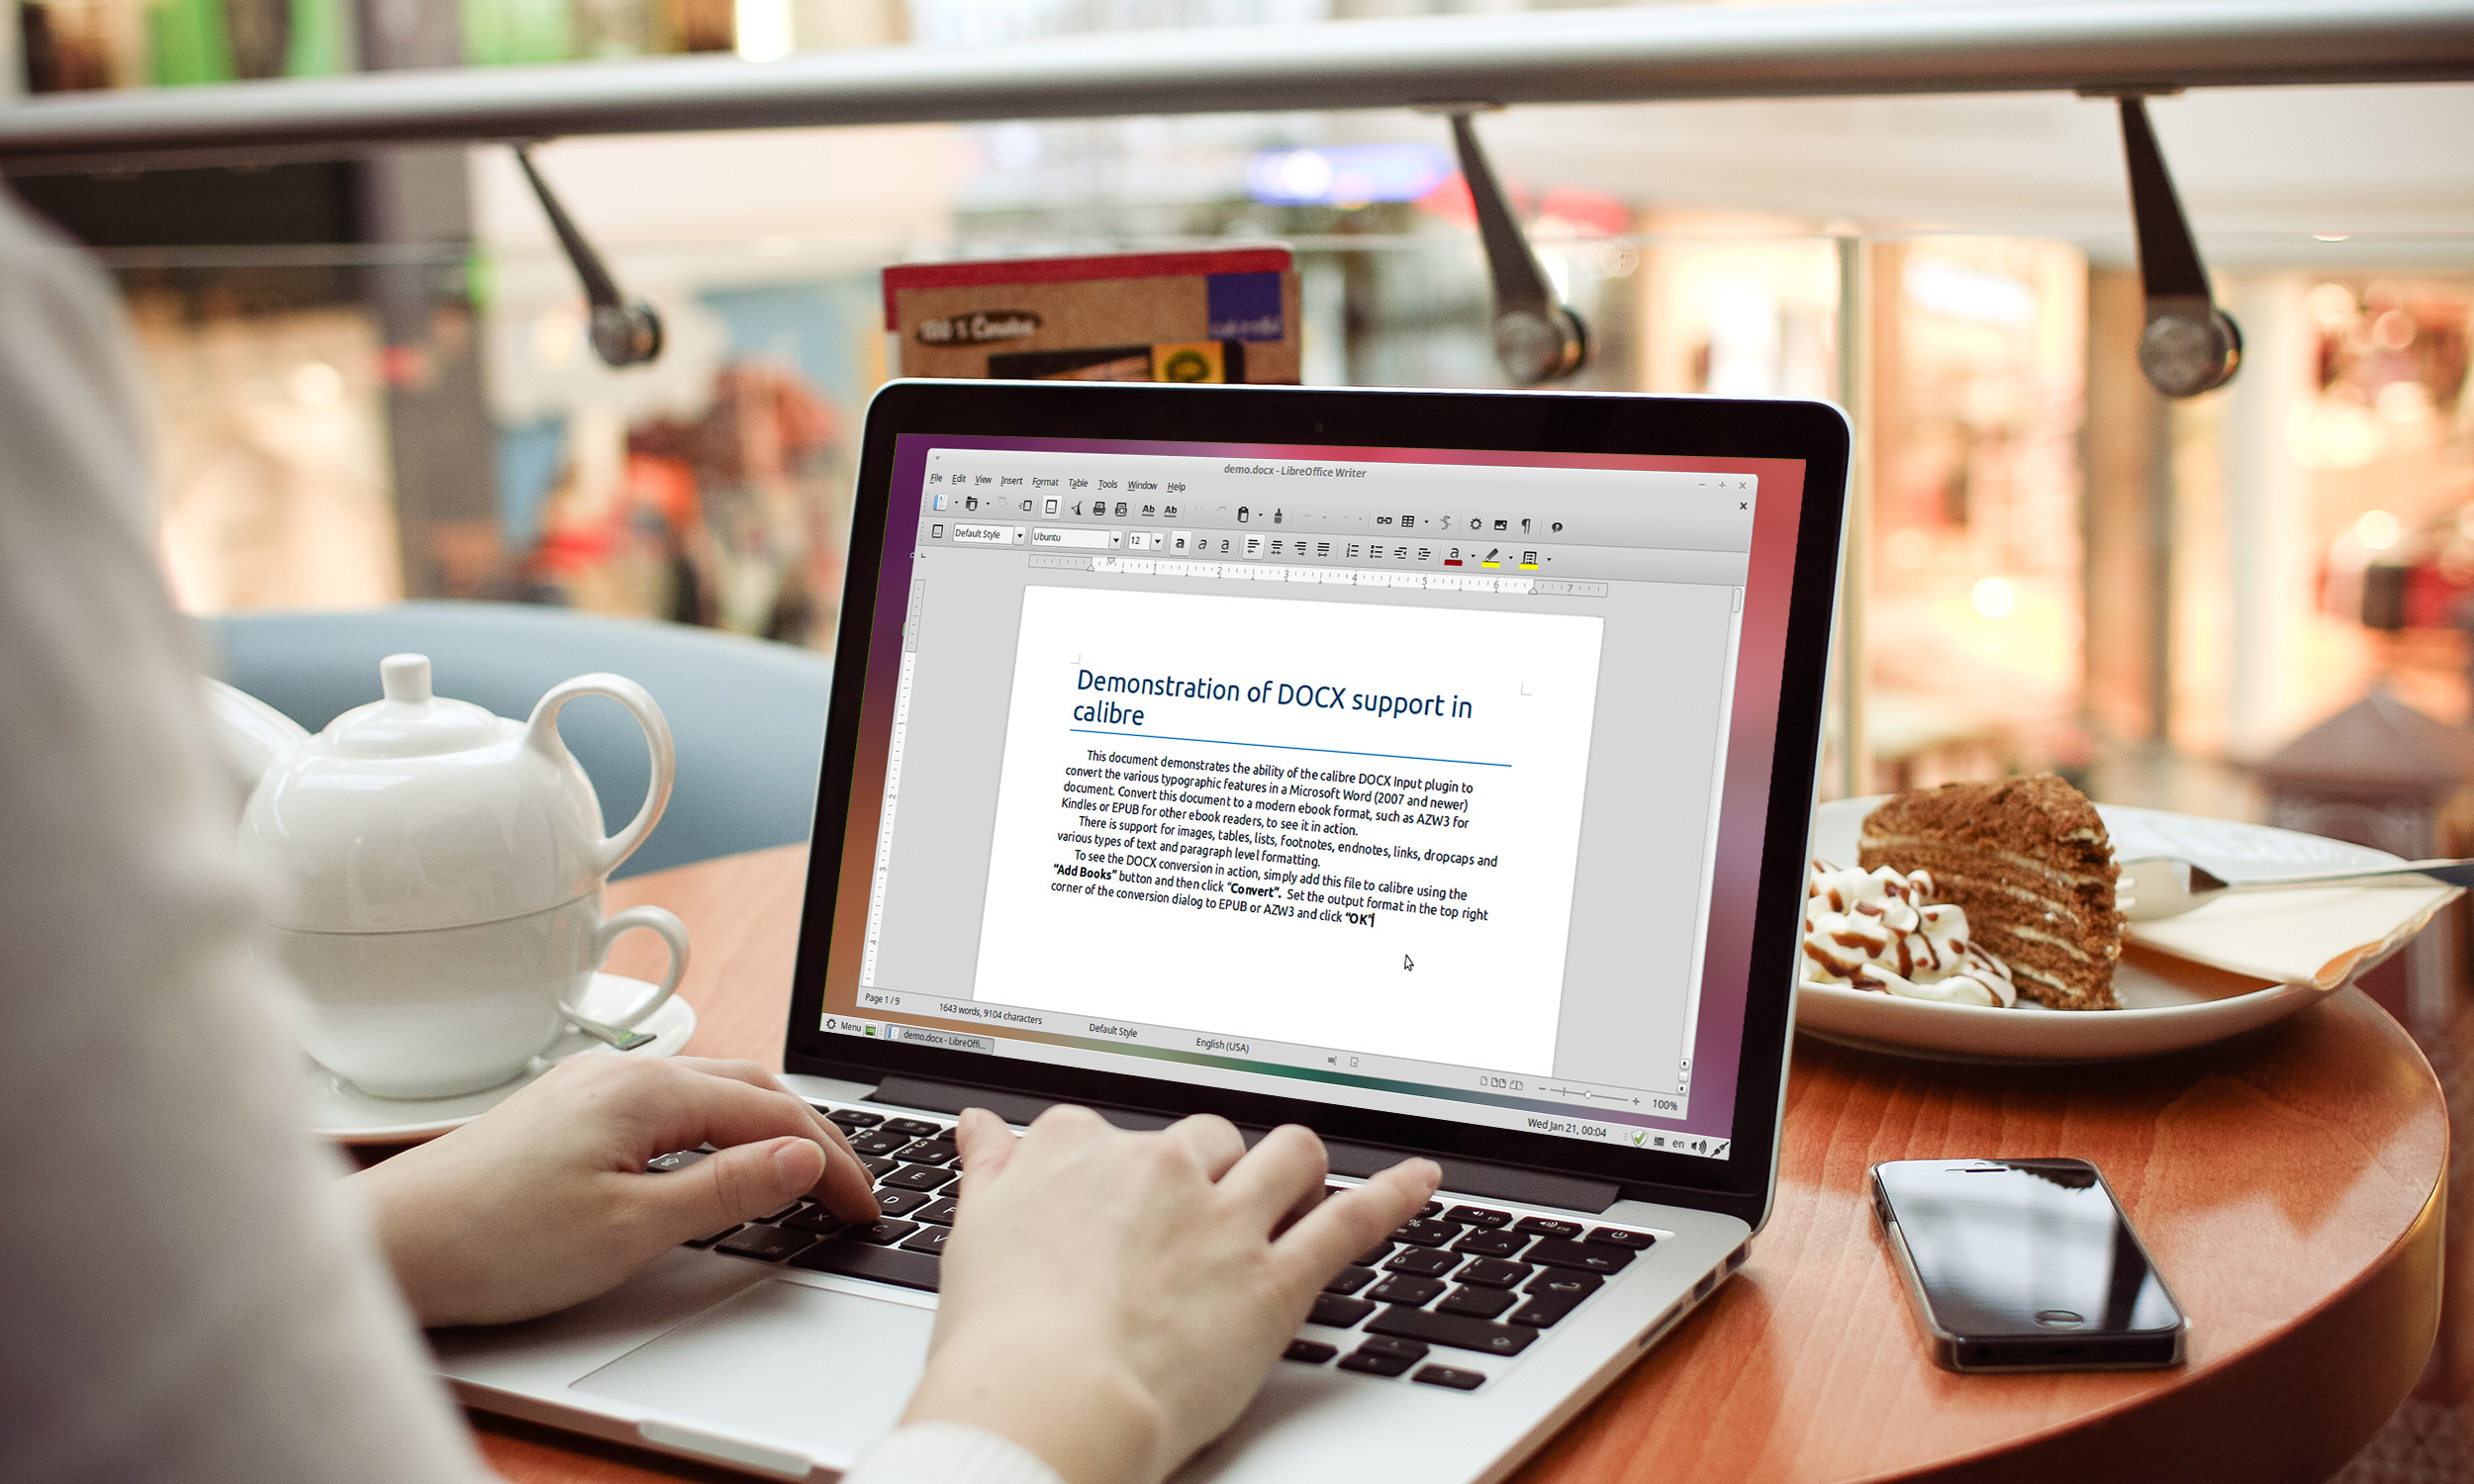 demo.docx - LibreOffice Writer
File Edit View Insert Format Table Tools Window Help
Default Style Ubuntu 12
1 2 3 4 5 6 7
Demonstration of DOCX support in
calibre
This document demonstrates the ability of the calibre DOCX Input plugin to
convert the various typographic features in a Microsoft Word (2007 and newer)
document. Convert this document to a modern ebook format, such as AZW3 for
Kindles or EPUB for other ebook readers, to see it in action.
There is support for images, tables, lists, footnotes, endnotes, links, dropcaps and
various types of text and paragraph level formatting.
To see the DOCX conversion in action, simply add this file to calibre using the
“Add Books” button and then click “Convert”. Set the output format in the top right
corner of the conversion dialog to EPUB or AZW3 and click “OK”
Page 1 / 9 1643 words, 9104 characters Default Style English (USA) 100%
Menu demo.docx - LibreOffi... Wed Jan 21, 00:04 en
E
D F
X C V